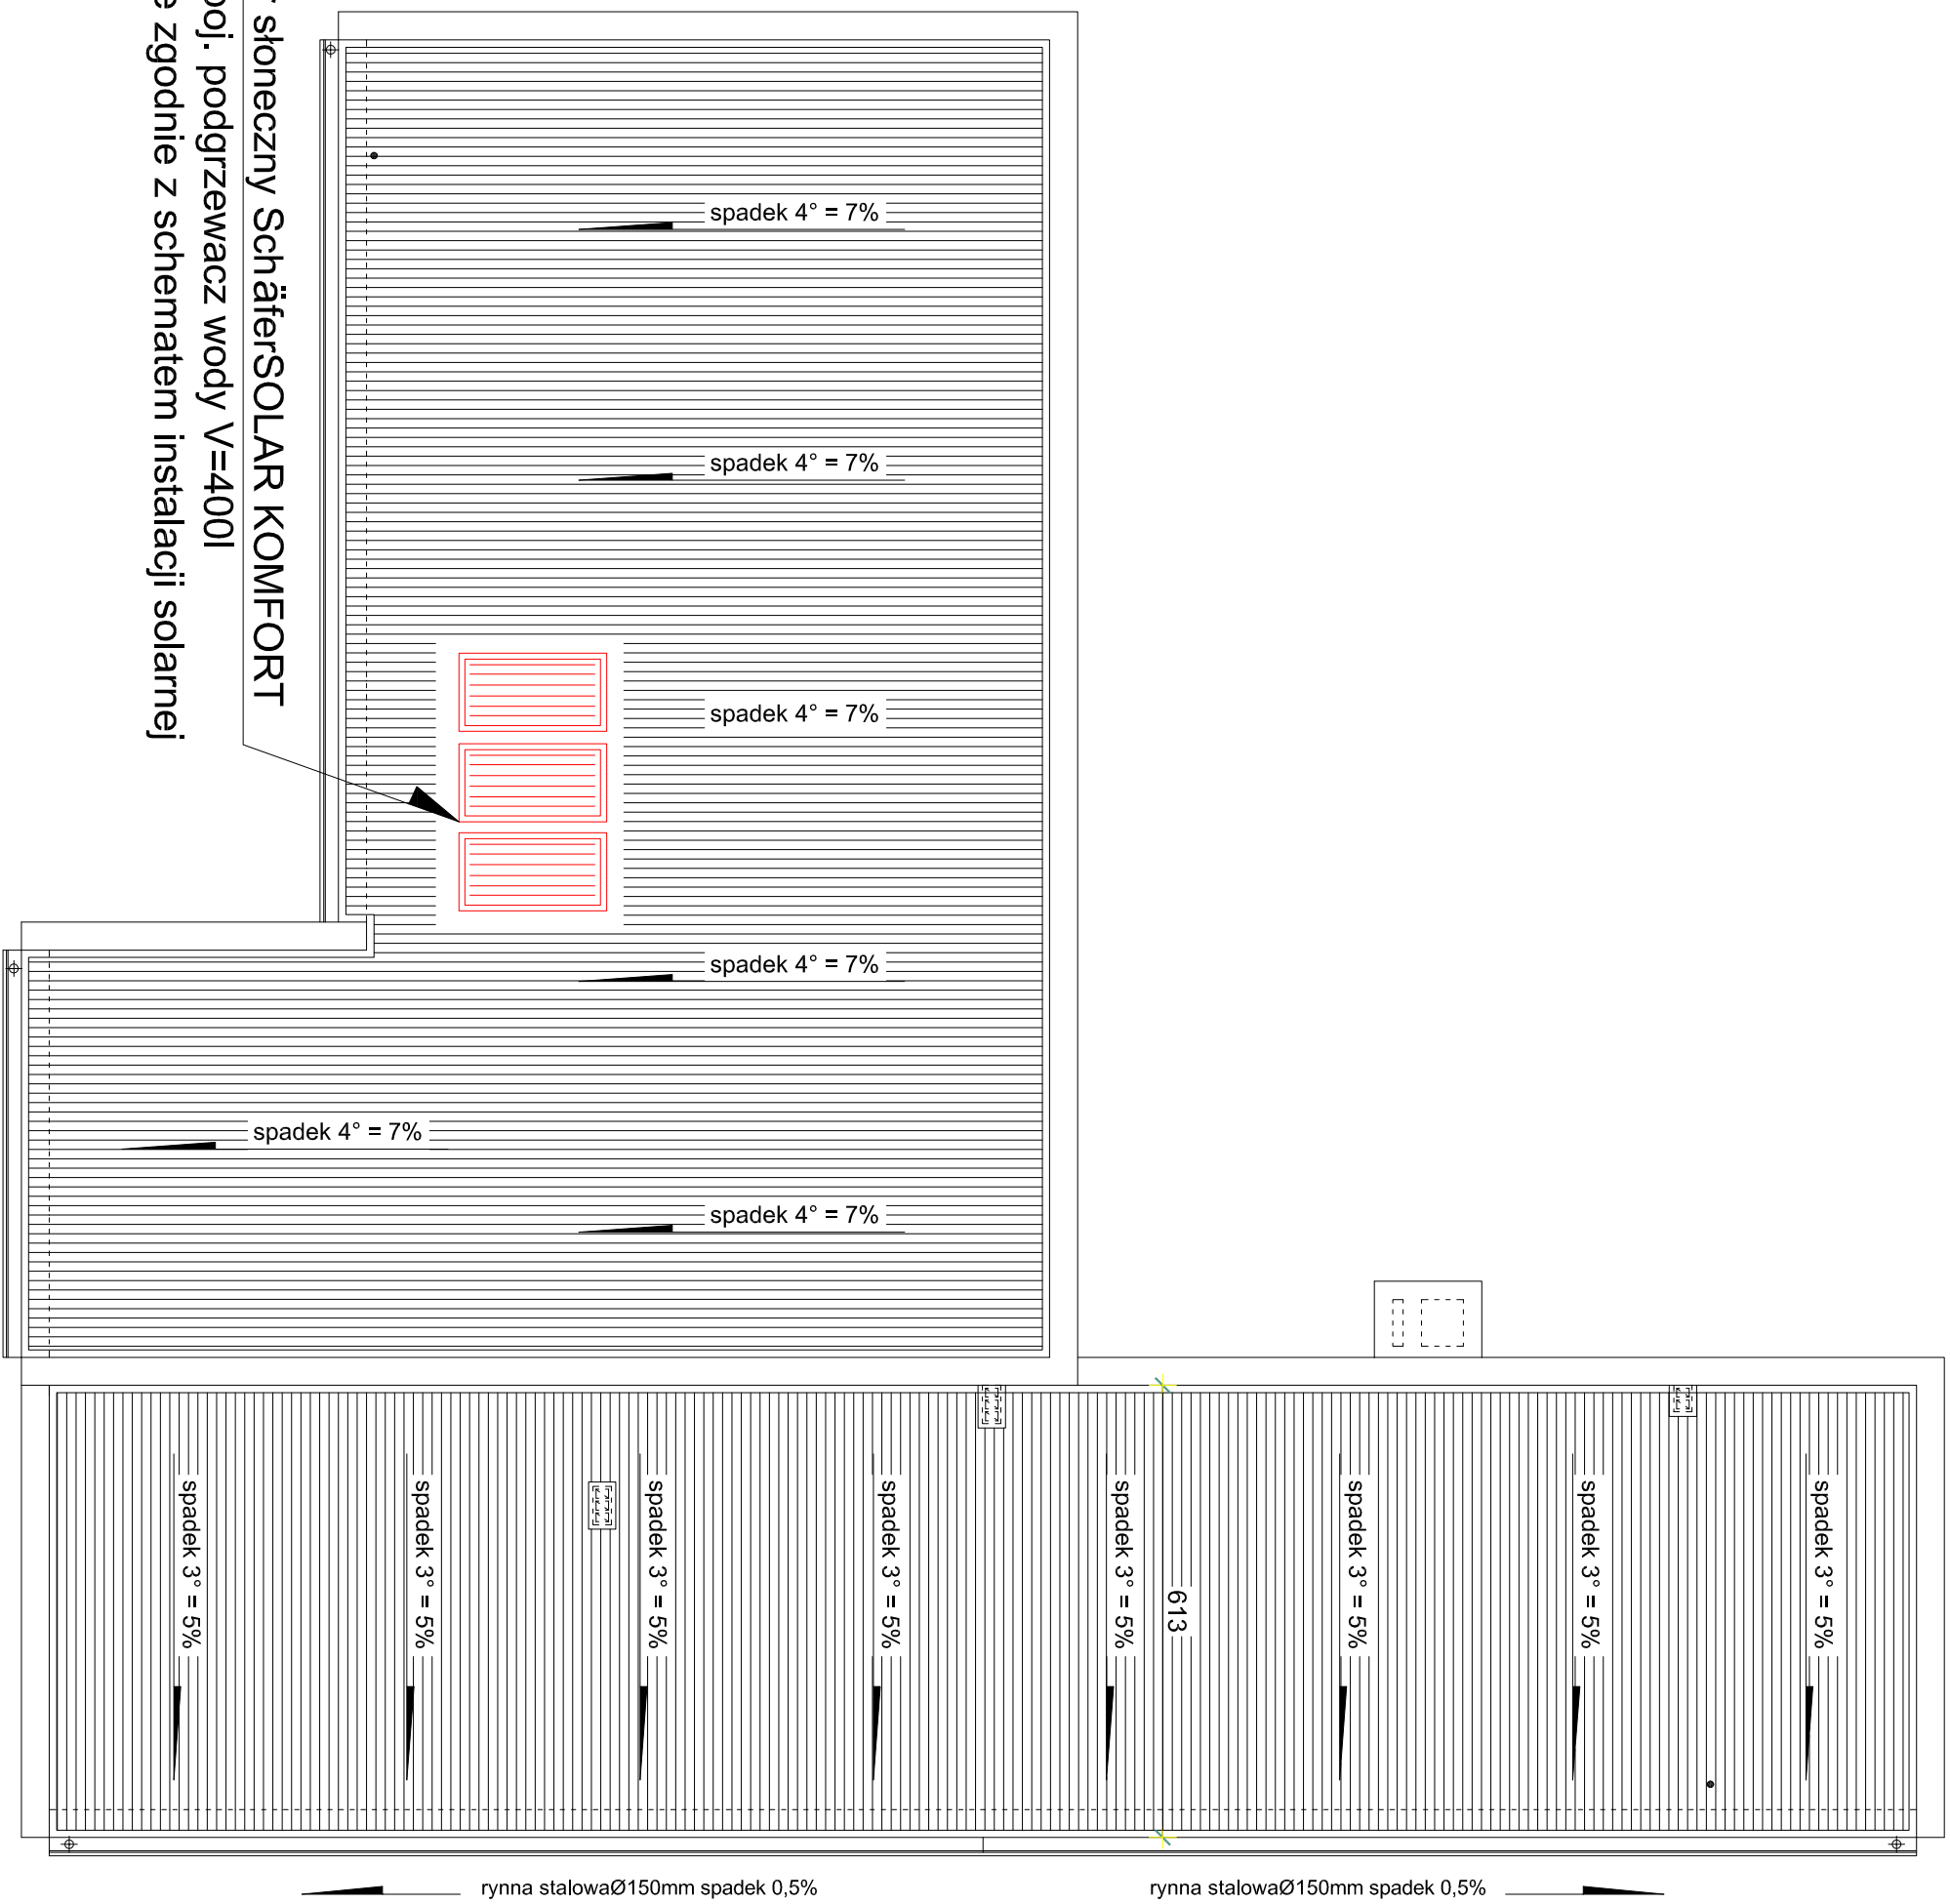 słoneczny SchäferSOLAR KOMFORT
poj. podgrzewacz wody V=400l
zgodnie z schematem instalacji solarnej
spadek 4° = 7%
spadek 4° = 7%
spadek 4° = 7%
spadek 4° = 7%
spadek 4° = 7%
spadek 4° = 7%
spadek 3° = 5%
spadek 3° = 5%
spadek 3° = 5%
spadek 3° = 5%
spadek 3° = 5%
613
spadek 3° = 5%
spadek 3° = 5%
spadek 3° = 5%
rynna stalowaØ150mm spadek 0,5%
rynna stalowaØ150mm spadek 0,5%